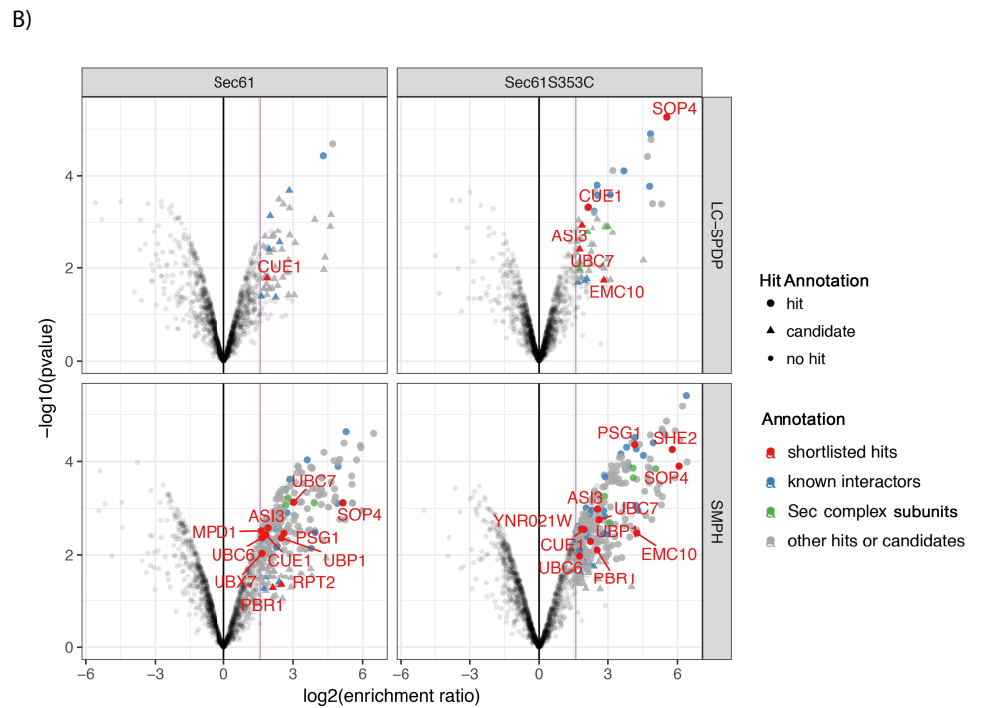 B)
Sec61
Sec61S353C
SOP4
4
2
0
CUE1
CUE1
ASI3
UBC7
EMC10
LC−SPDP
−log10(pvalue)
4
2
0
UBC7
ASI3
SOP4
MPD1
PSG1
UBC6
CUE1
UBP1
UBX7
RPT2
PBR1
PSG1
SHE2
SOP4
ASI3
UBC7
YNR021W
UBP1
CUE1
EMC10
UBC6
PBR1
SMPH
−6 −3 0 3 6
−6 −3 0 3 6
log2(enrichment ratio)
Hit Annotation
hit
candidate
no hit
Annotation
a shortlisted hits
a known interactors
a Sec complex subunits
a other hits or candidates